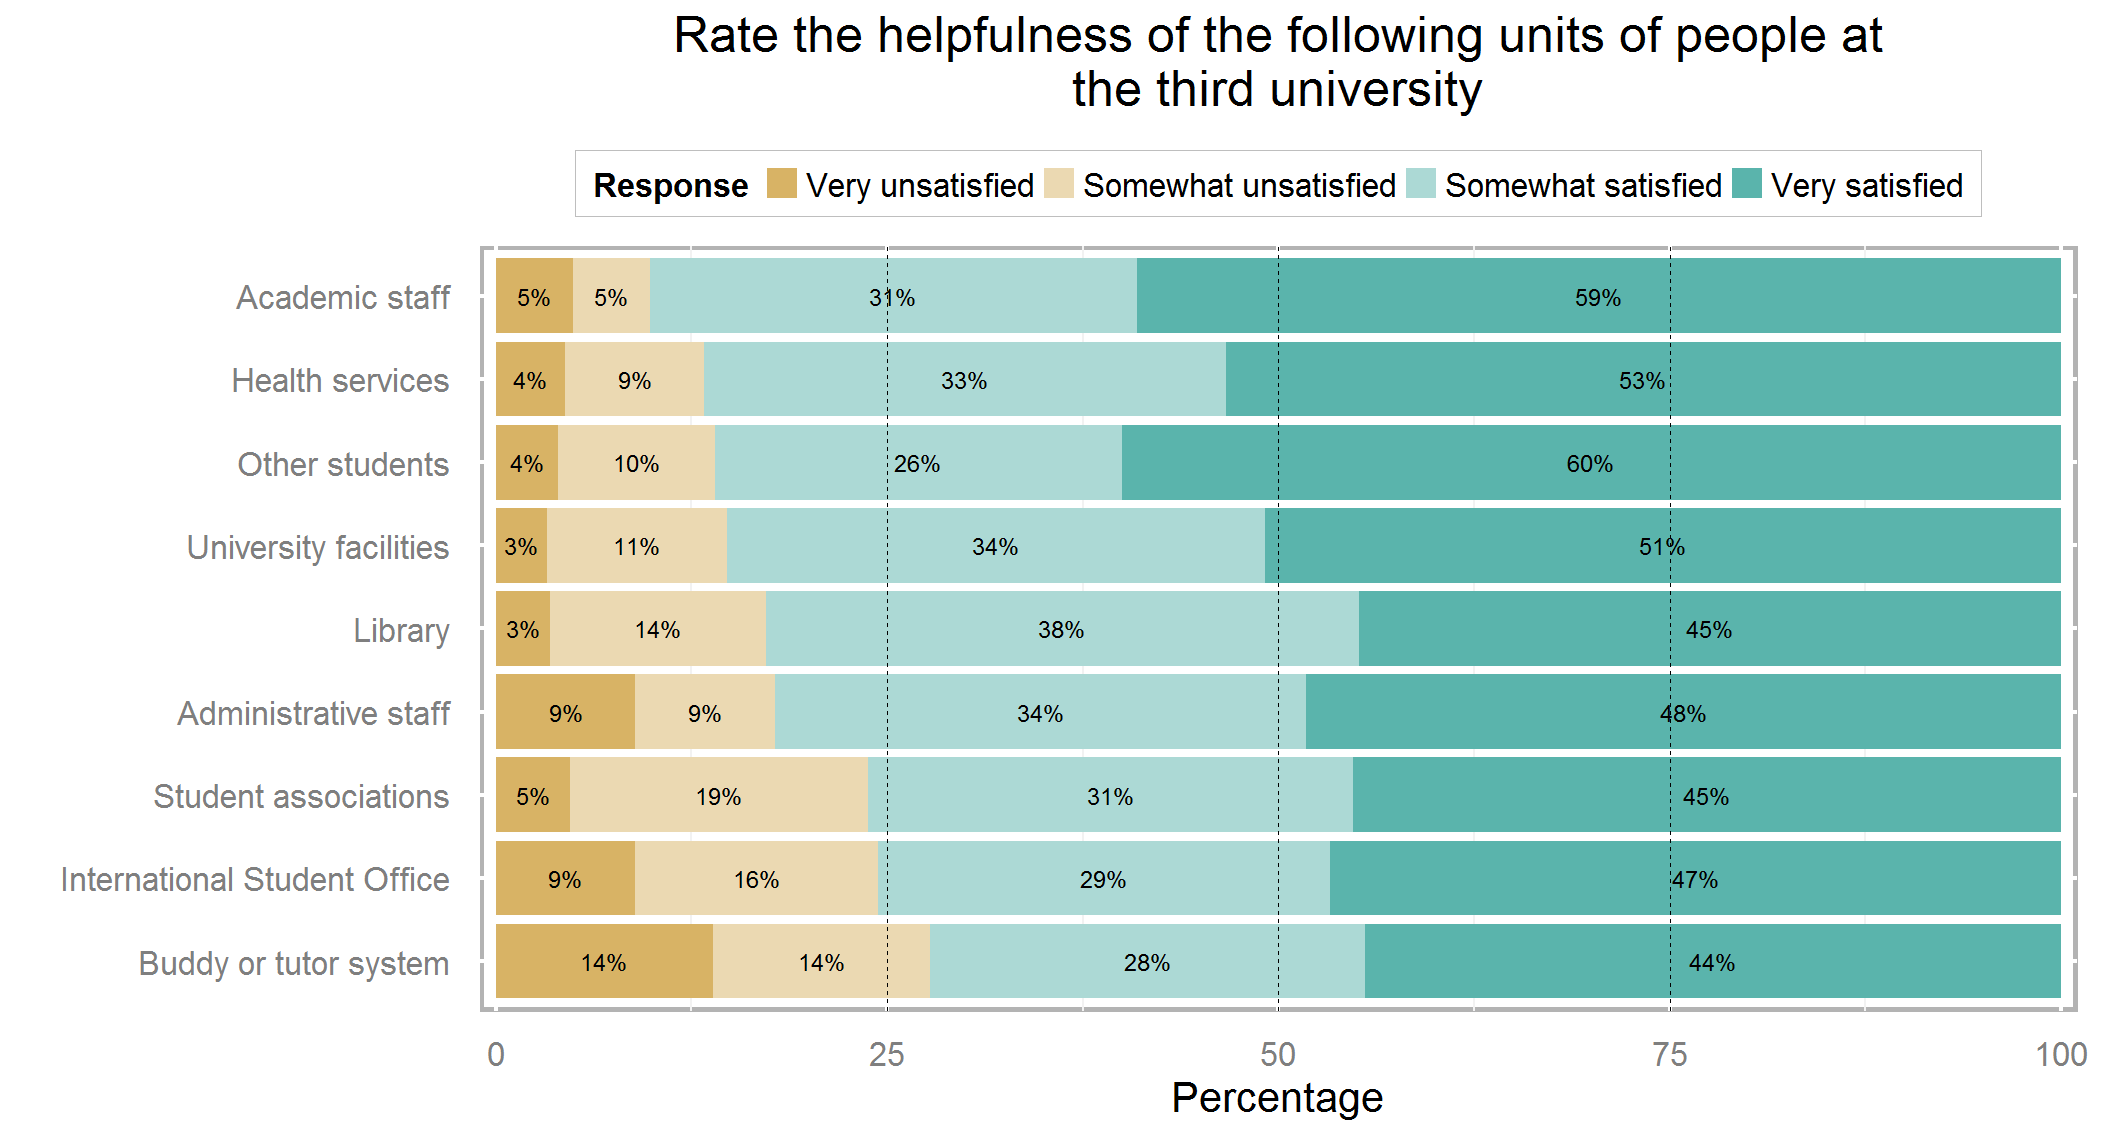 Rate the helpfulness of the following units of people at
the third university
Response Very unsatisfied Somewhat unsatisfied Somewhat satisfied Very satisfied
Academic staff 5% 5% 31% 59%
Health services 4% 9% 33% 53%
Other students 4% 10% 26% 60%
University facilities 3% 11% 34% 51%
Library 3% 14% 38% 45%
Administrative staff 9% 9% 34% 48%
Student associations 5% 19% 31% 45%
International Student Office 9% 16% 29% 47%
Buddy or tutor system 14% 14% 28% 44%
0 25 50 75 100
Percentage